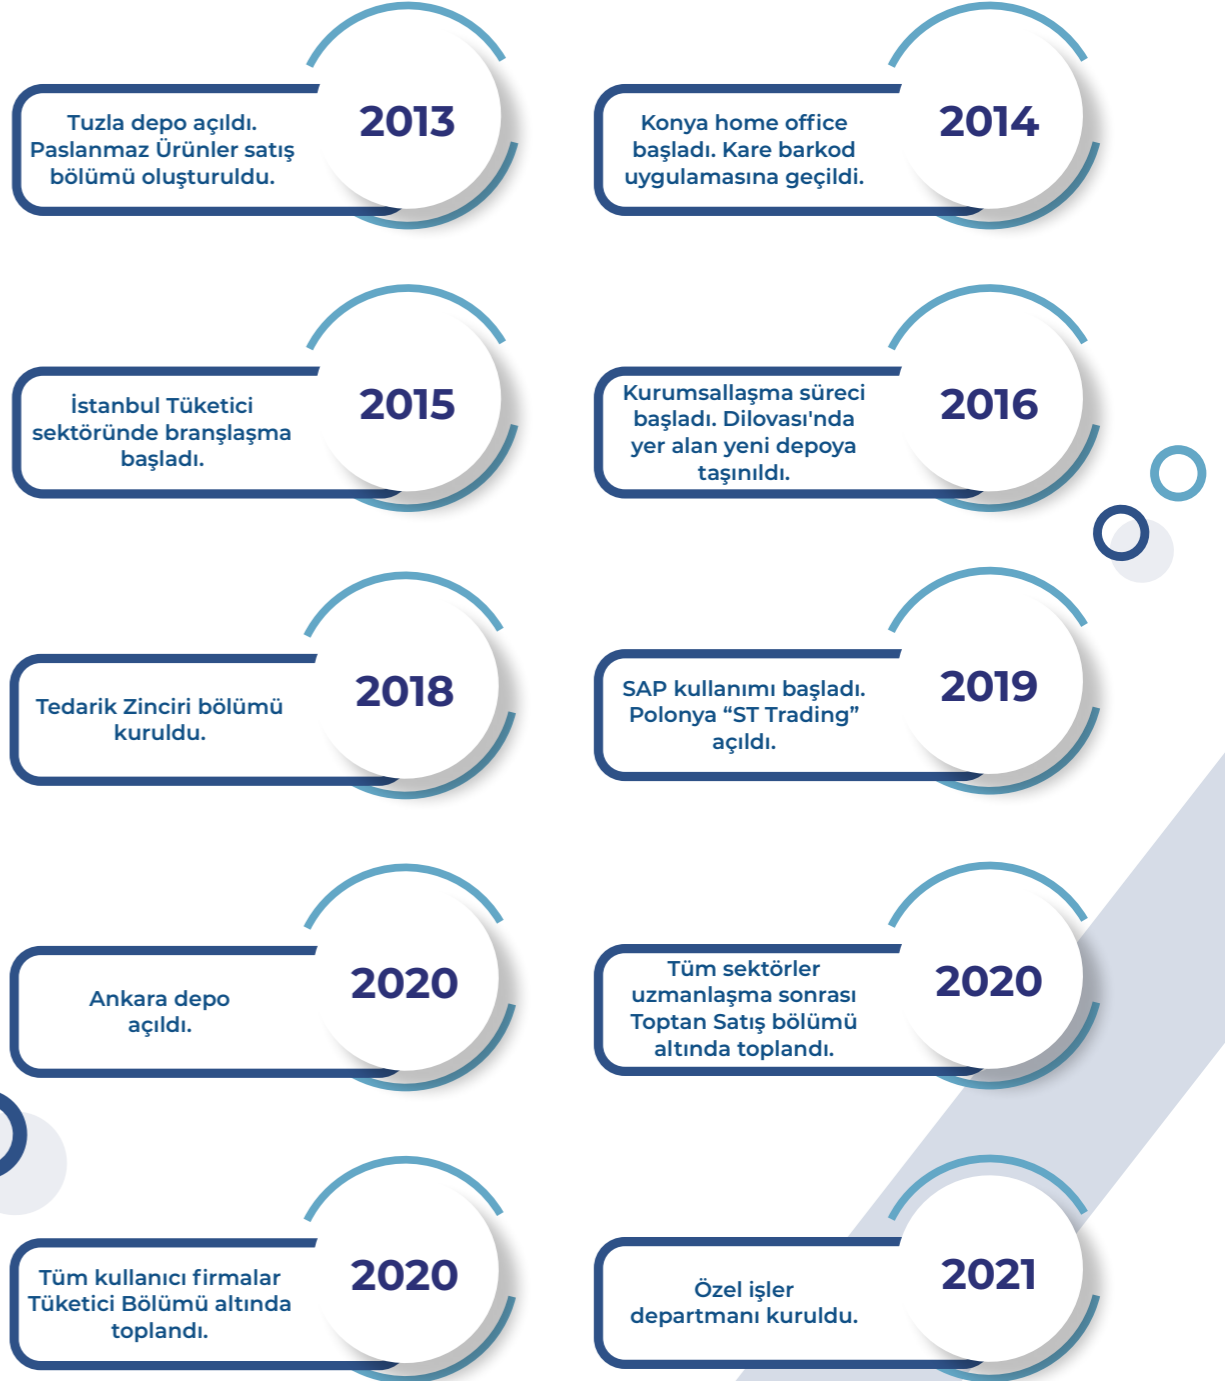 Tuzla depo açıldı.
Paslanmaz Ürünler satış
bölümü oluşturuldu.
2013
Konya home office
başladı. Kare barkod
uygulamasına geçildi.
2014
İstanbul Tüketici
sektöründe branşlaşma
başladı.
2015
Kurumsallaşma süreci
başladı. Dilovası'nda
yer alan yeni depoya
taşınıldı.
2016
Tedarik Zinciri bölümü
kuruldu.
2018
SAP kullanımı başladı.
Polonya “ST Trading”
açıldı.
2019
Ankara depo
açıldı.
2020
Tüm sektörler
uzmanlaşma sonrası
Toptan Satış bölümü
altında toplandı.
2020
Tüm kullanıcı firmalar
Tüketici Bölümü altında
toplandı.
2020
Özel işler
departmanı kuruldu.
2021